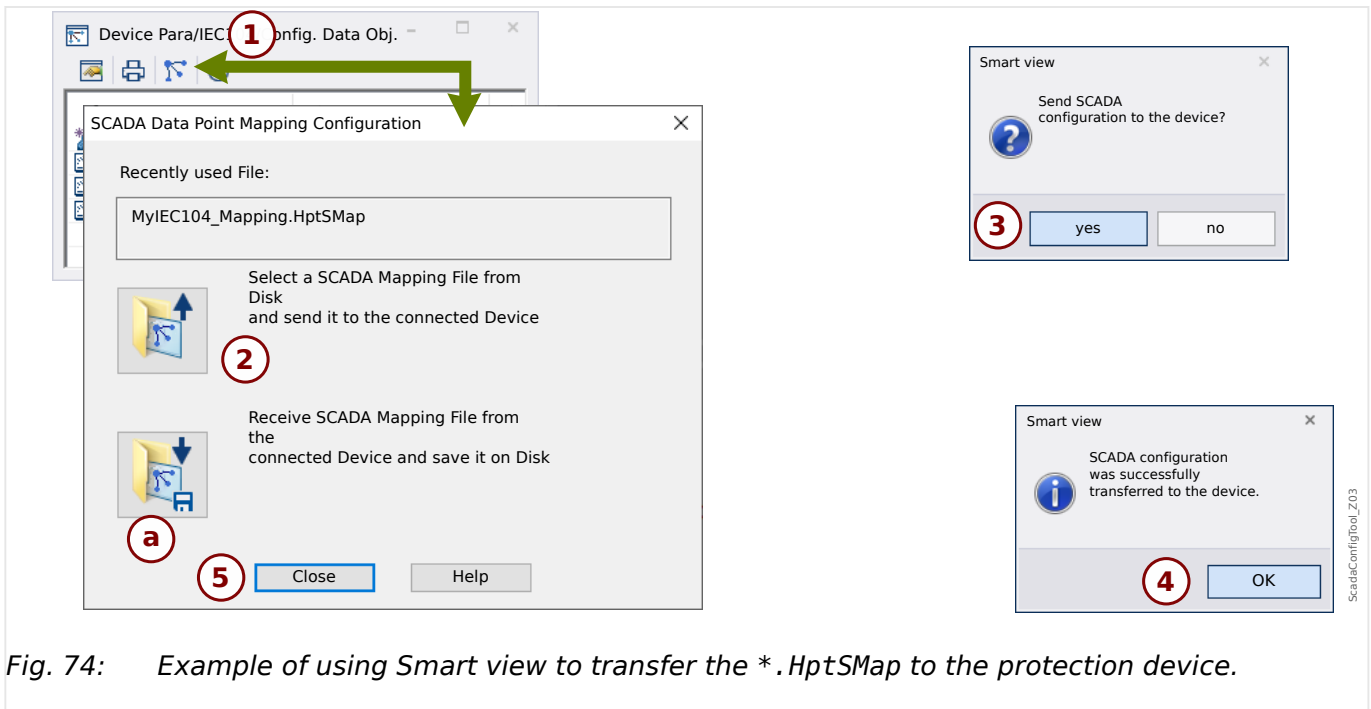 Device Para/IEC1
1
onfig. Data Obj.
SCADA Data Point Mapping Configuration
Recently used File:
MyIEC104_Mapping.HptSMap
Select a SCADA Mapping File from
Disk
and send it to the connected Device
2
Receive SCADA Mapping File from
the
connected Device and save it on Disk
a
5
Close
Help
Smart view
Send SCADA
configuration to the device?
3
yes
no
Smart view
SCADA configuration
was successfully
transferred to the device.
4
OK
ScadaConfigTool_Z03
Fig. 74: Example of using Smart view to transfer the *.HptSMap to the protection device.